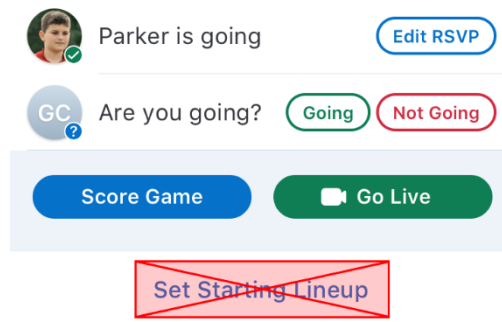 Parker is going Edit RSVP
GC ? Are you going? Going Not Going
Score Game Go Live
Set Starting Lineup